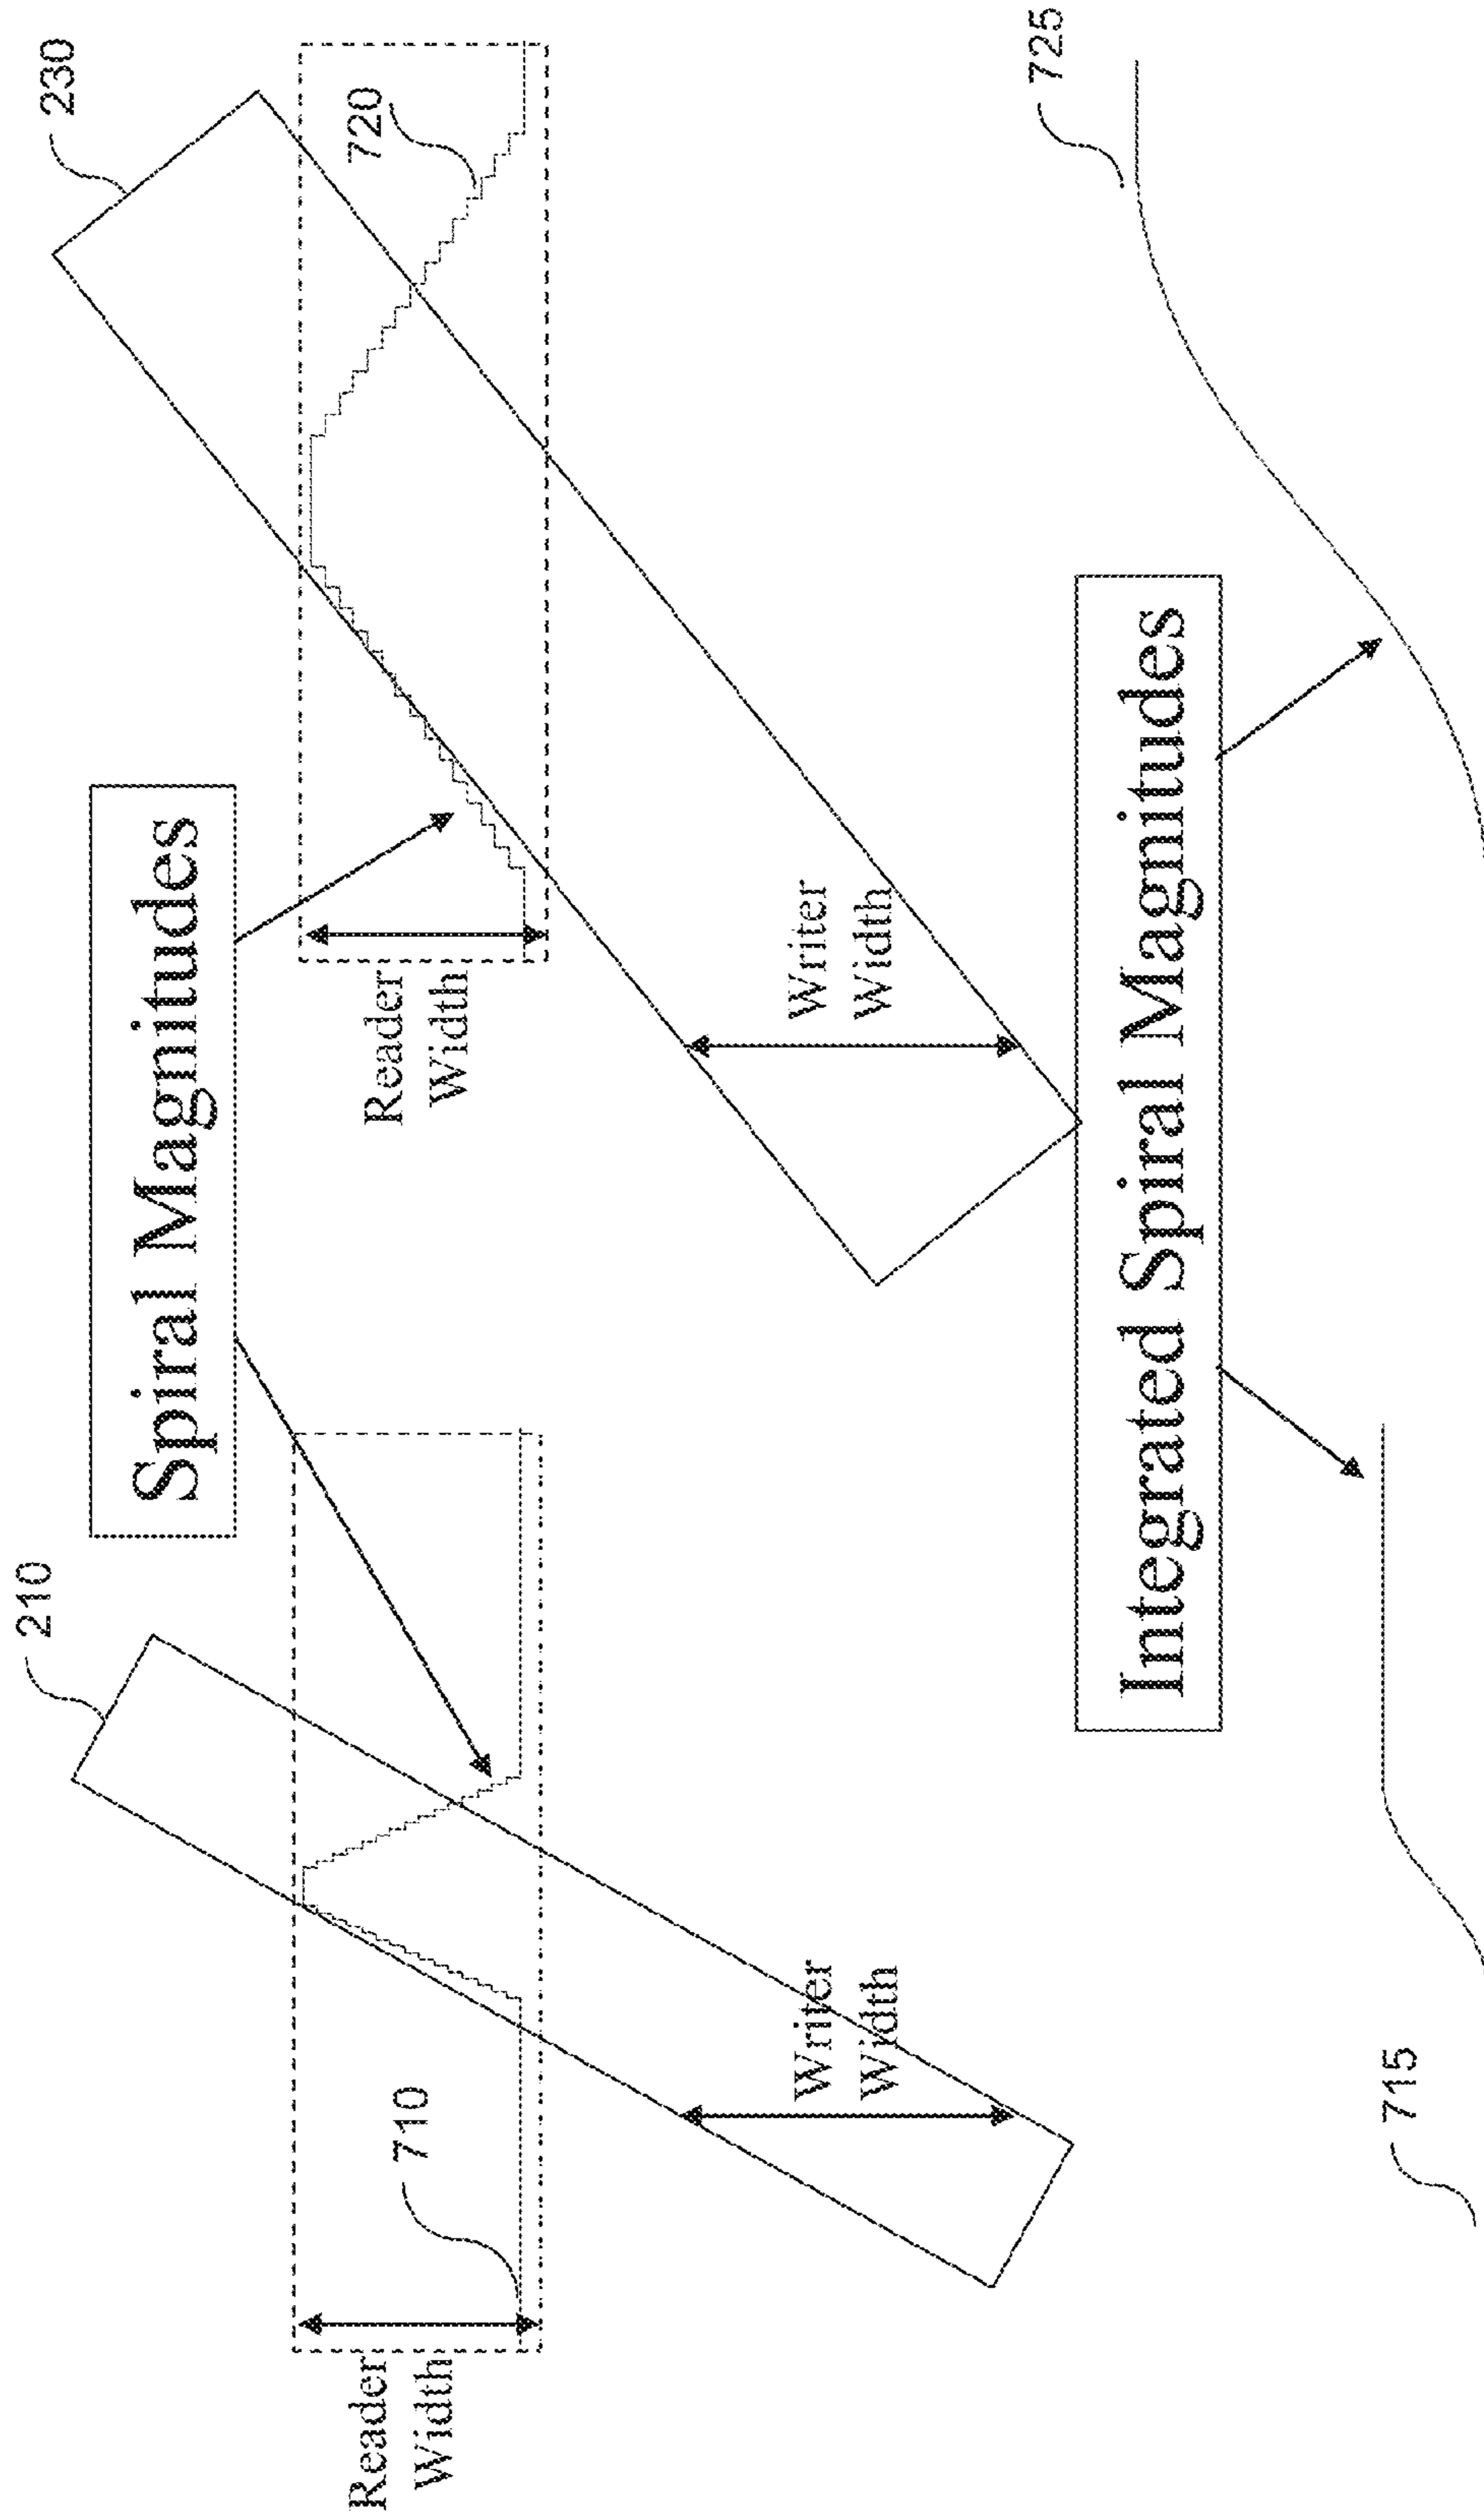 210
230
Spiral Magnitudes
720
Reader
Width
Reader
Width
710
Writer
Width
Writer
Width
725
Integrated Spiral Magnitudes
715